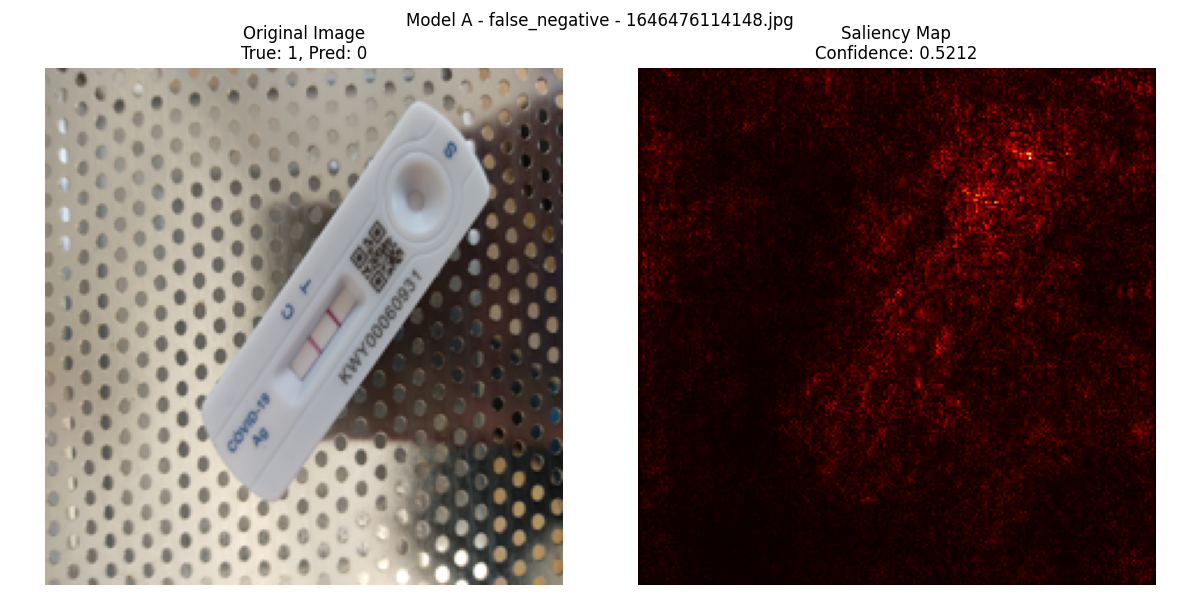 Model A - false_negative - 1646476114148.jpg
Original Image
True: 1, Pred: 0
Saliency Map
Confidence: 0.5212
S
T
C
KWY00060931
COVID-19
Ag